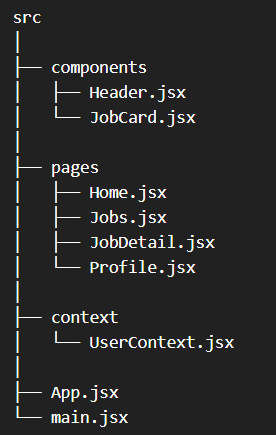 src
│
├── components
│   ├── Header.jsx
│   └── JobCard.jsx
│
├── pages
│   ├── Home.jsx
│   ├── Jobs.jsx
│   ├── JobDetail.jsx
│   └── Profile.jsx
│
├── context
│   └── UserContext.jsx
│
├── App.jsx
└── main.jsx